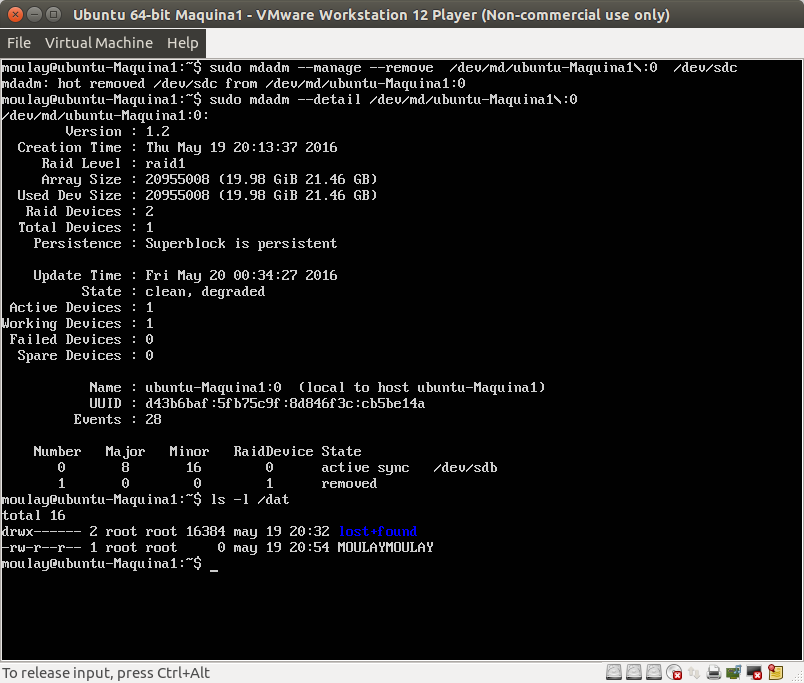 Ubuntu 64-bit Maquina1 - VMware Workstation 12 Player (Non-commercial use only)
File Virtual Machine Help
moulay@ubuntu-Maquina1:~$ sudo mdadm --manage --remove  /dev/md/ubuntu-Maquina1\:0  /dev/sdc
mdadm: hot removed /dev/sdc from /dev/md/ubuntu-Maquina1:0
moulay@ubuntu-Maquina1:~$ sudo mdadm --detail /dev/md/ubuntu-Maquina1\:0
/dev/md/ubuntu-Maquina1:0:
        Version : 1.2
  Creation Time : Thu May 19 20:13:37 2016
     Raid Level : raid1
     Array Size : 20955008 (19.98 GiB 21.46 GB)
  Used Dev Size : 20955008 (19.98 GiB 21.46 GB)
   Raid Devices : 2
  Total Devices : 1
    Persistence : Superblock is persistent
    Update Time : Fri May 20 00:34:27 2016
          State : clean, degraded
 Active Devices : 1
Working Devices : 1
 Failed Devices : 0
  Spare Devices : 0
           Name : ubuntu-Maquina1:0  (local to host ubuntu-Maquina1)
           UUID : d43b6baf:5fb75c9f:8d846f3c:cb5be14a
         Events : 28
    Number   Major   Minor   RaidDevice State
       0       8       16        0      active sync   /dev/sdb
       1       0        0        1      removed
moulay@ubuntu-Maquina1:~$ ls -l /dat
total 16
drwx------ 2 root root 16384 may 19 20:32 lost+found
-rw-r--r-- 1 root root     0 may 19 20:54 MOULAYMOULAY
moulay@ubuntu-Maquina1:~$ _
To release input, press Ctrl+Alt